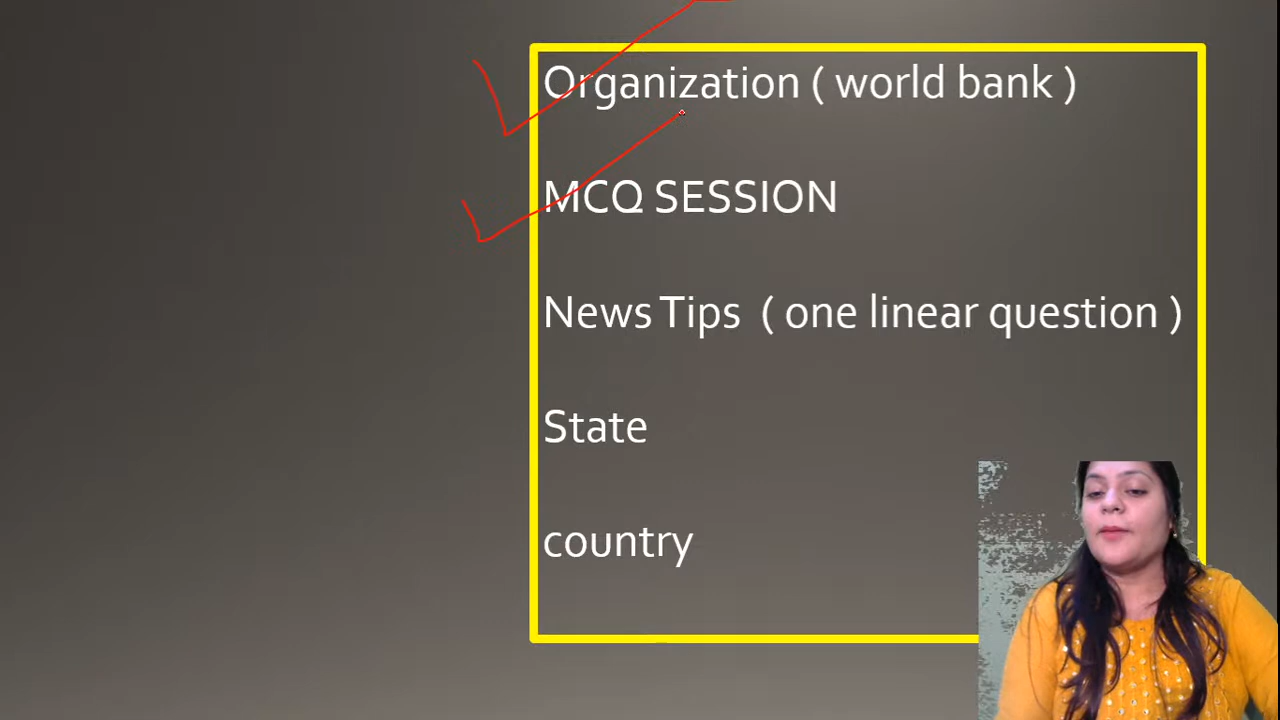 Organization ( world bank )
MCQ SESSION
News Tips ( one linear question )
State
country